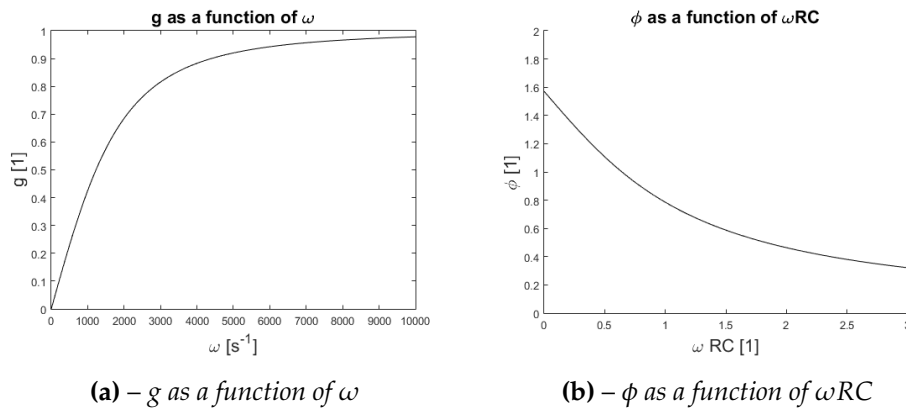 g as a function of ω
g [1]
1
0.9
0.8
0.7
0.6
0.5
0.4
0.3
0.2
0.1
0
0 1000 2000 3000 4000 5000 6000 7000 8000 9000 10000
ω [s⁻¹]
(a) – g as a function of ω
ϕ as a function of ωRC
ϕ [1]
2
1.8
1.6
1.4
1.2
1
0.8
0.6
0.4
0.2
0
0 0.5 1 1.5 2 2.5 3
ω RC [1]
(b) – ϕ as a function of ωRC